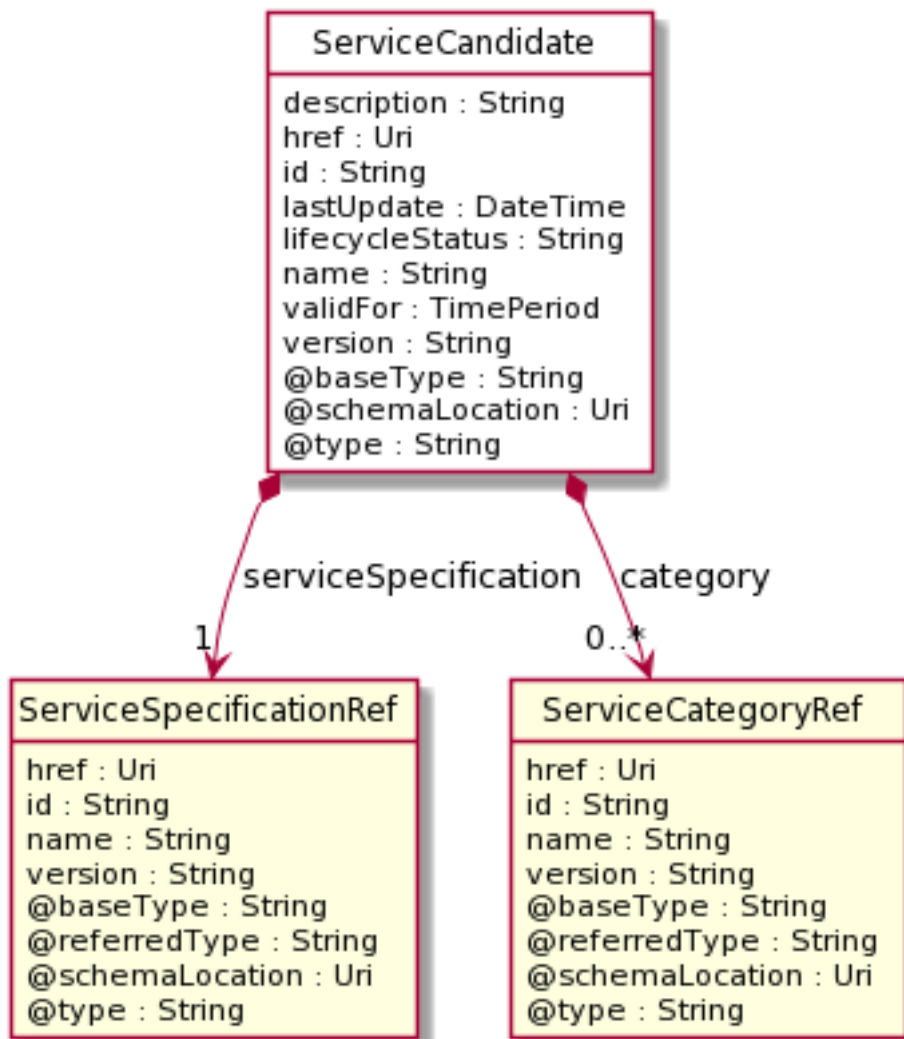 ServiceCandidate
description : String
href : Uri
id : String
lastUpdate : DateTime
lifecycleStatus : String
name : String
validFor : TimePeriod
version : String
@baseType : String
@schemaLocation : Uri
@type : String
serviceSpecification
category
1
0..*
ServiceSpecificationRef
href : Uri
id : String
name : String
version : String
@baseType : String
@referredType : String
@schemaLocation : Uri
@type : String
ServiceCategoryRef
href : Uri
id : String
name : String
version : String
@baseType : String
@referredType : String
@schemaLocation : Uri
@type : String